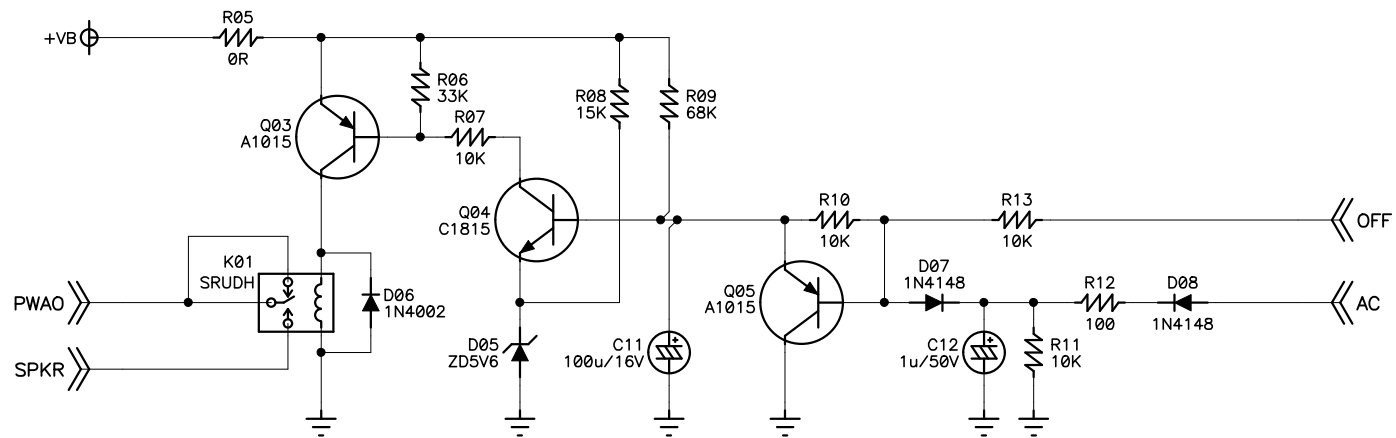 R05
+VB
0R
R06
33K
R08
15K
R09
68K
Q03
A1015
R07
10K
Q04
C1815
R10
10K
R13
10K
OFF
K01
SRUDH
D07
1N4148
Q05
A1015
R12
100
D08
1N4148
PWAO
D06
1N4002
AC
D05
ZD5V6
C11
100u/16V
C12
1u/50V
R11
10K
SPKR